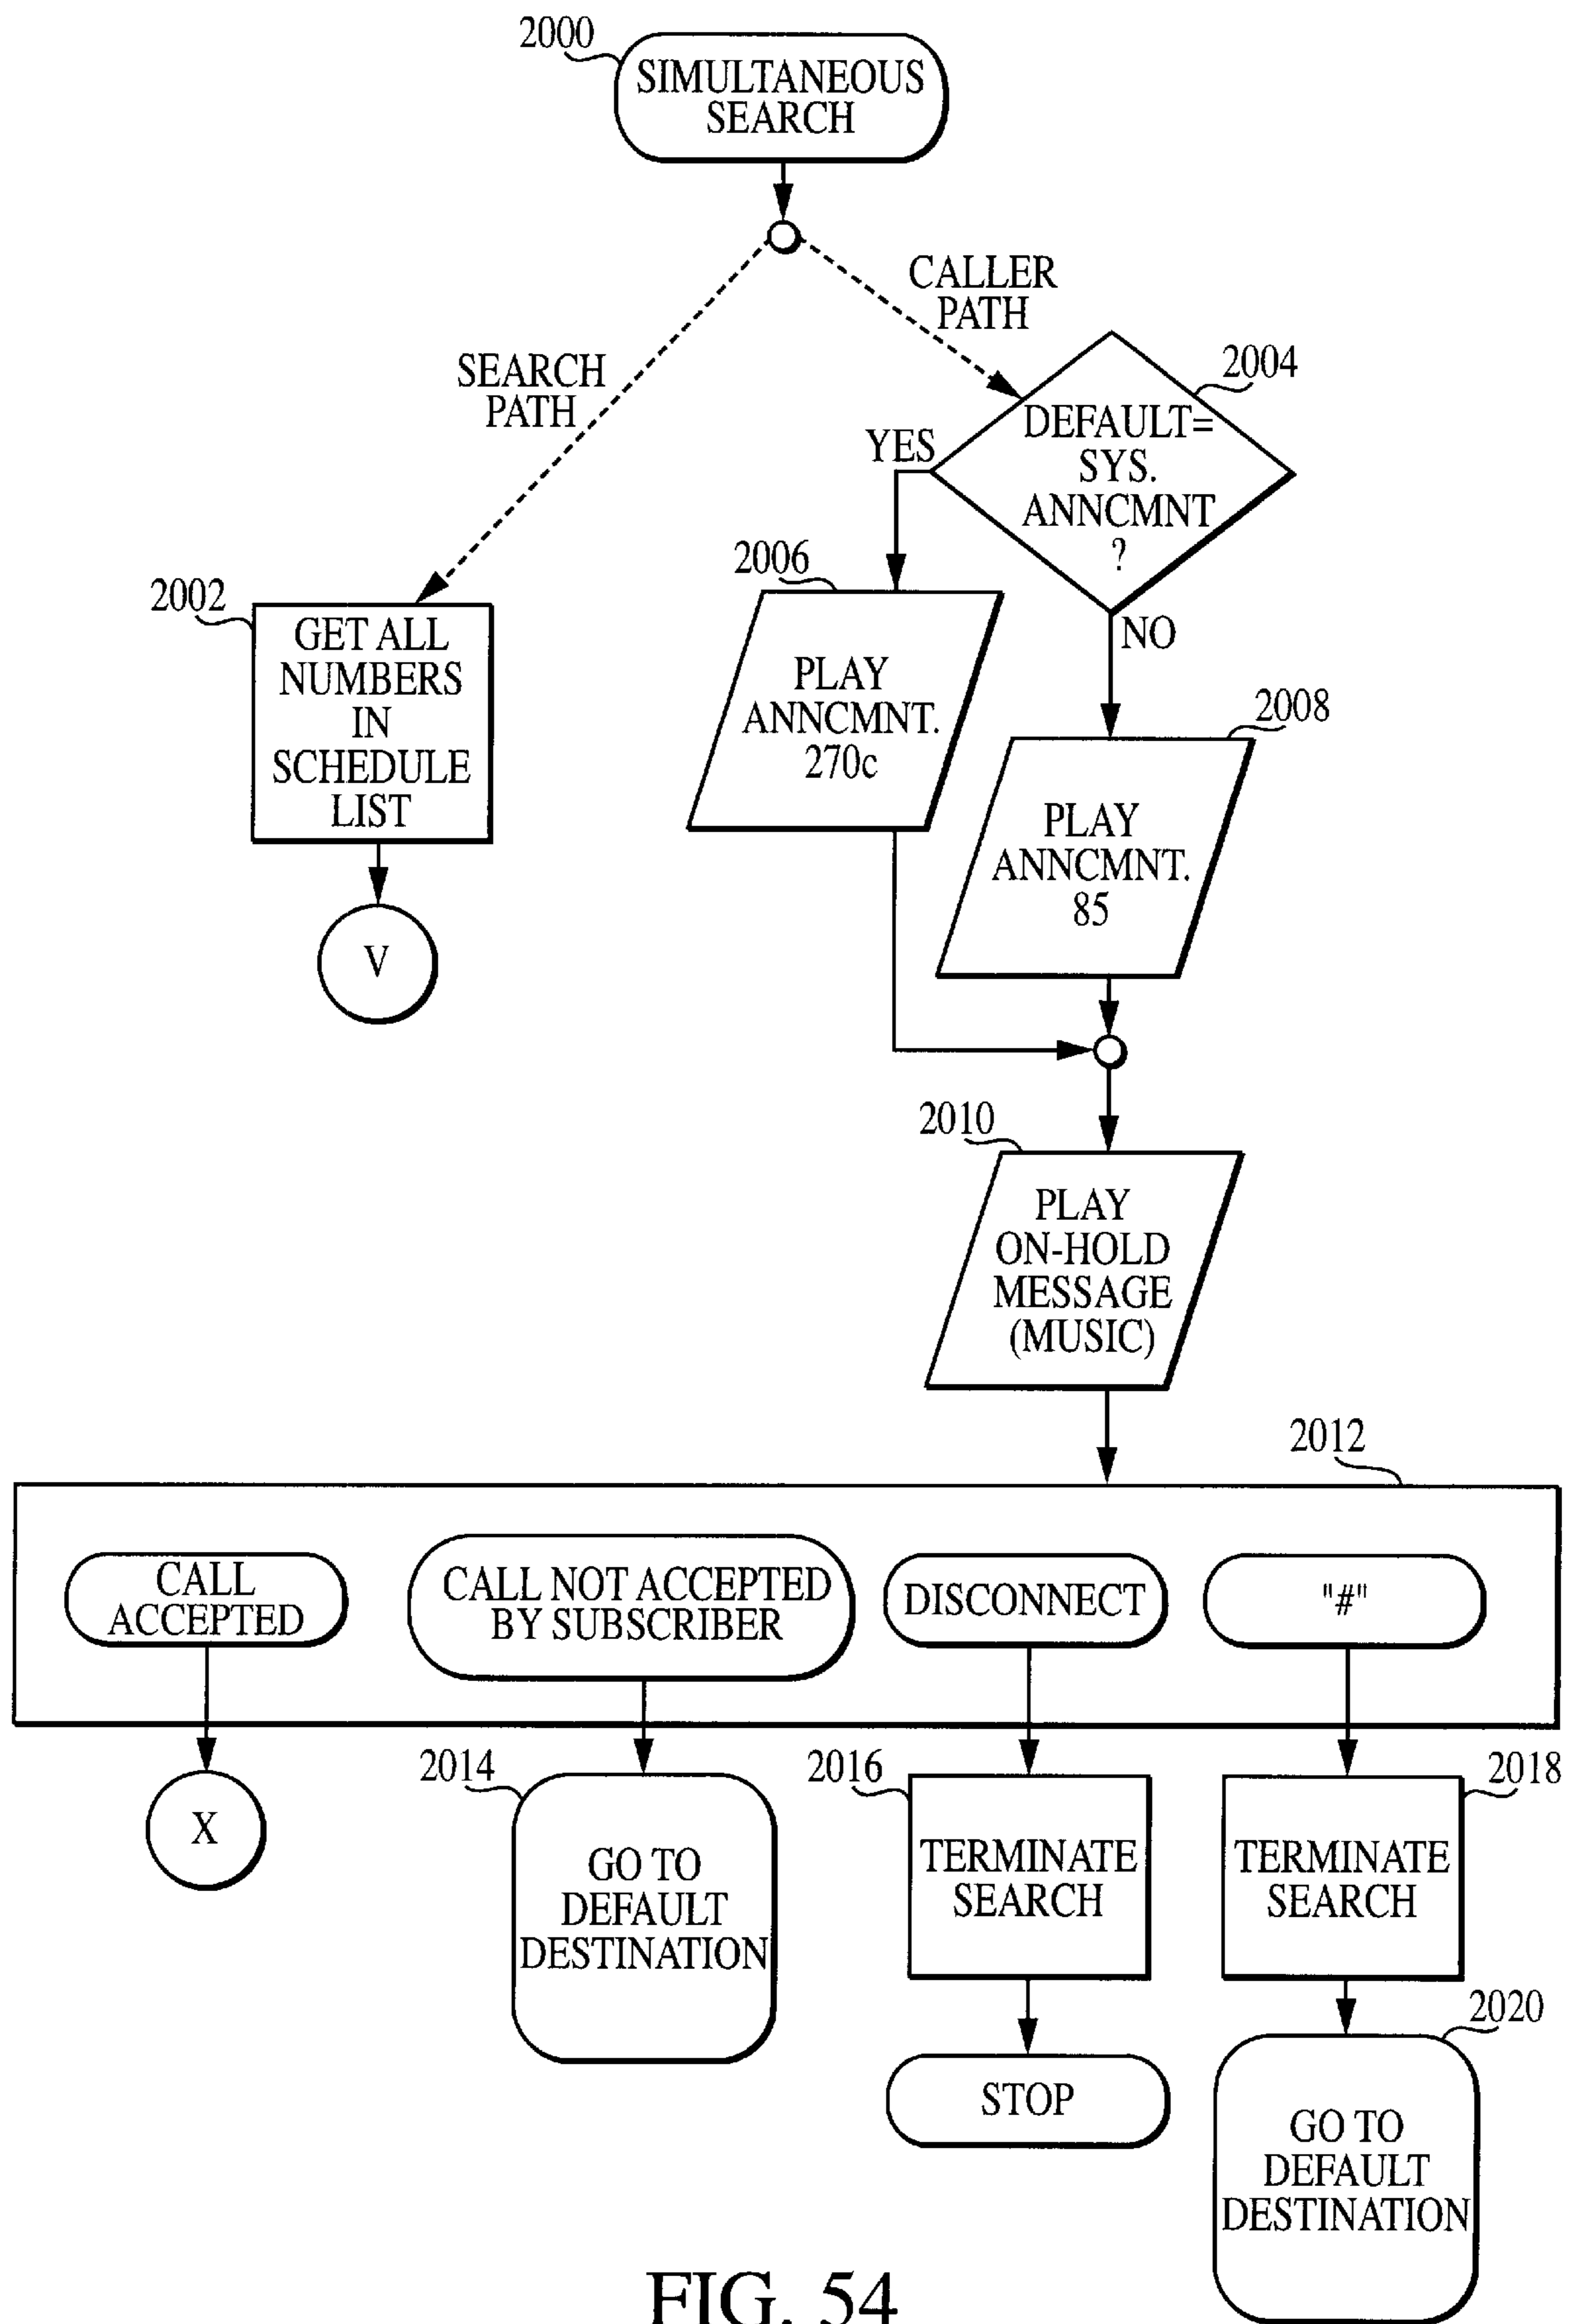 2000
SIMULTANEOUS
SEARCH
CALLER
PATH
SEARCH
PATH
2004
DEFAULT=
SYS.
ANNCMNT
?
YES
NO
2002
GET ALL
NUMBERS
IN
SCHEDULE
LIST
V
2006
PLAY
ANNCMNT.
270c
2008
PLAY
ANNCMNT.
85
2010
PLAY
ON-HOLD
MESSAGE
(MUSIC)
2012
CALL
ACCEPTED
CALL NOT ACCEPTED
BY SUBSCRIBER
DISCONNECT
"#"
X
2014
GO TO
DEFAULT
DESTINATION
2016
TERMINATE
SEARCH
STOP
2018
TERMINATE
SEARCH
2020
GO TO
DEFAULT
DESTINATION
FIG. 54